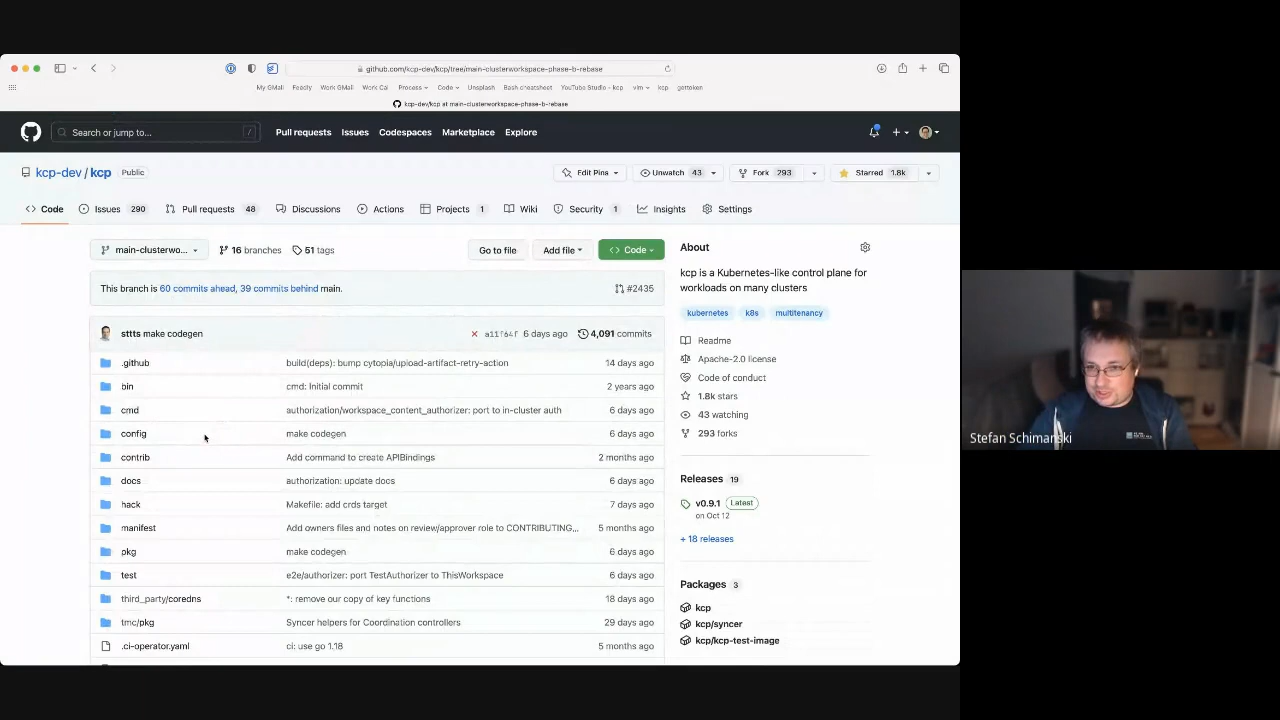 github.com/kcp-dev/kcp/tree/main-clusterworkspace-phase-b-rebase
My GMail Feedly Work GMail Work Cal Process Code Unsplash Bash cheatsheet YouTube Studio - kcp vim kcp gettoken
kcp-dev/kcp at main-clusterworkspace-phase-b-rebase
Search or jump to... / Pull requests Issues Codespaces Marketplace Explore
kcp-dev / kcp Public Edit Pins Unwatch 43 Fork 293 Starred 1.8k
Code Issues 290 Pull requests 48 Discussions Actions Projects 1 Wiki Security 1 Insights Settings
main-clusterwo... 16 branches 51 tags Go to file Add file Code
This branch is 60 commits ahead, 39 commits behind main. #2435
sttts make codegen a11f64f 6 days ago 4,091 commits
.github build(deps): bump cytopia/upload-artifact-retry-action 14 days ago
bin cmd: Initial commit 2 years ago
cmd authorization/workspace_content_authorizer: port to in-cluster auth 6 days ago
config make codegen 6 days ago
contrib Add command to create APIBindings 2 months ago
docs authorization: update docs 6 days ago
hack Makefile: add crds target 7 days ago
manifest Add owners files and notes on review/approver role to CONTRIBUTING,... 5 months ago
pkg make codegen 6 days ago
test e2e/authorizer: port TestAuthorizer to ThisWorkspace 6 days ago
third_party/coredns *: remove our copy of key functions 18 days ago
tmc/pkg Syncer helpers for Coordination controllers 29 days ago
.ci-operator.yaml ci: use go 1.18 5 months ago
About
kcp is a Kubernetes-like control plane for
workloads on many clusters
kubernetes k8s multitenancy
Readme
Apache-2.0 license
Code of conduct
1.8k stars
43 watching
293 forks
Releases 19
v0.9.1 Latest
on Oct 12
+ 18 releases
Packages 3
kcp
kcp/syncer
kcp/kcp-test-image
Stefan Schimanski